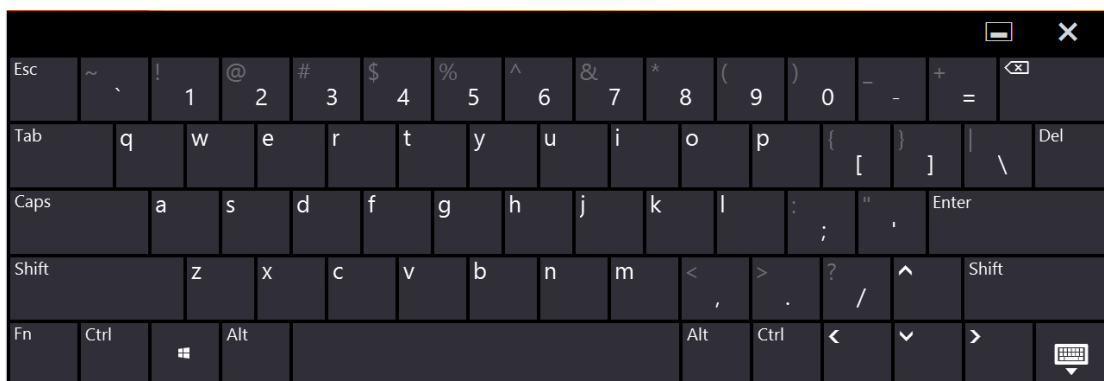 Esc ~ ` ! 1 @ 2 # 3 $ 4 % 5 ^ 6 & 7 * 8 ( 9 ) 0 _ - + =
Tab q w e r t y u i o p { [ } ] | \ Del
Caps a s d f g h j k l : ; " ' Enter
Shift z x c v b n m < , > . ? / Shift
Fn Ctrl Alt Alt Ctrl